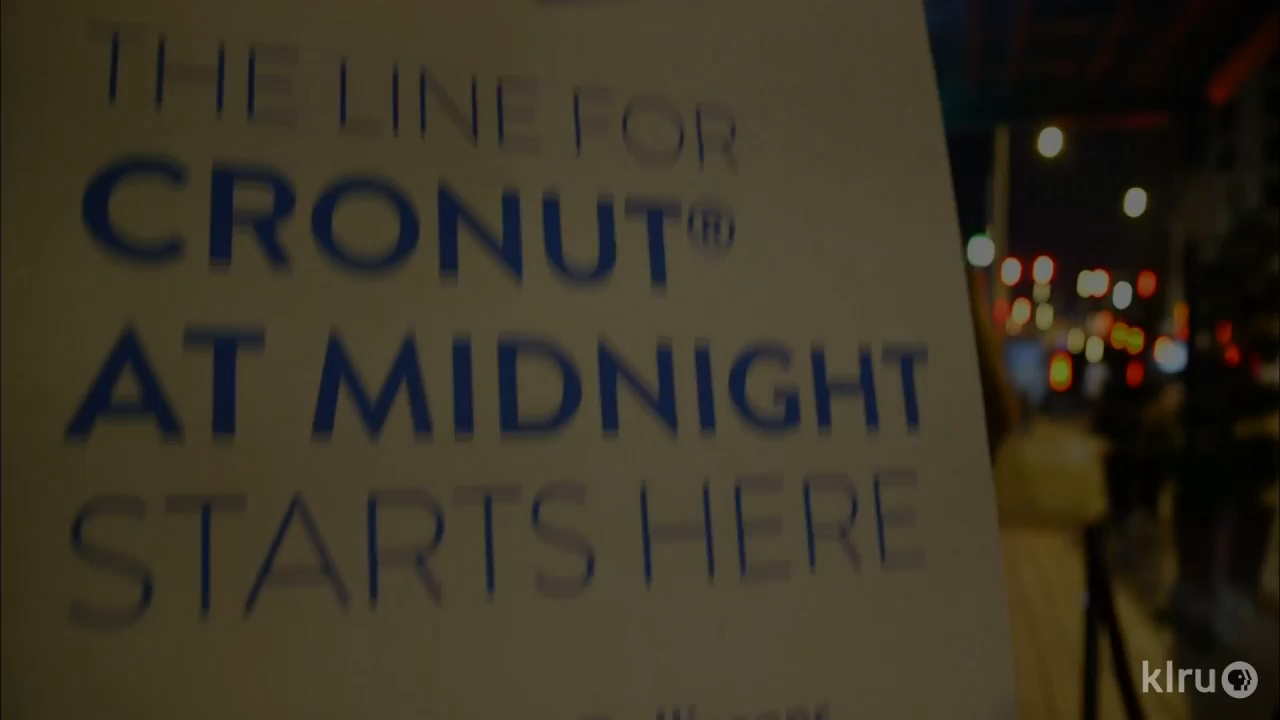 THE LINE FOR
CRONUT®
AT MIDNIGHT
STARTS HERE
klru